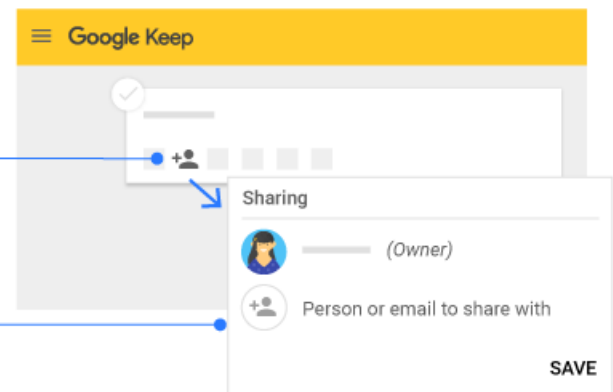 Google Keep
Sharing
(Owner)
Person or email to share with
SAVE